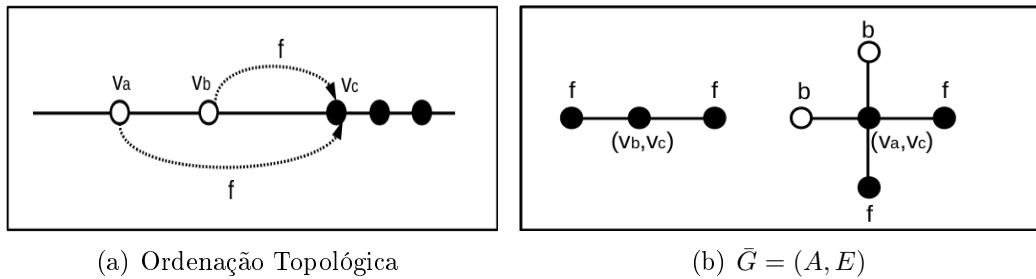 f
va vb vc
f
b
f f b f
(vb,vc) (va,vc)
f
(a) Ordenação Topológica
(b) Ḡ = (A, E)